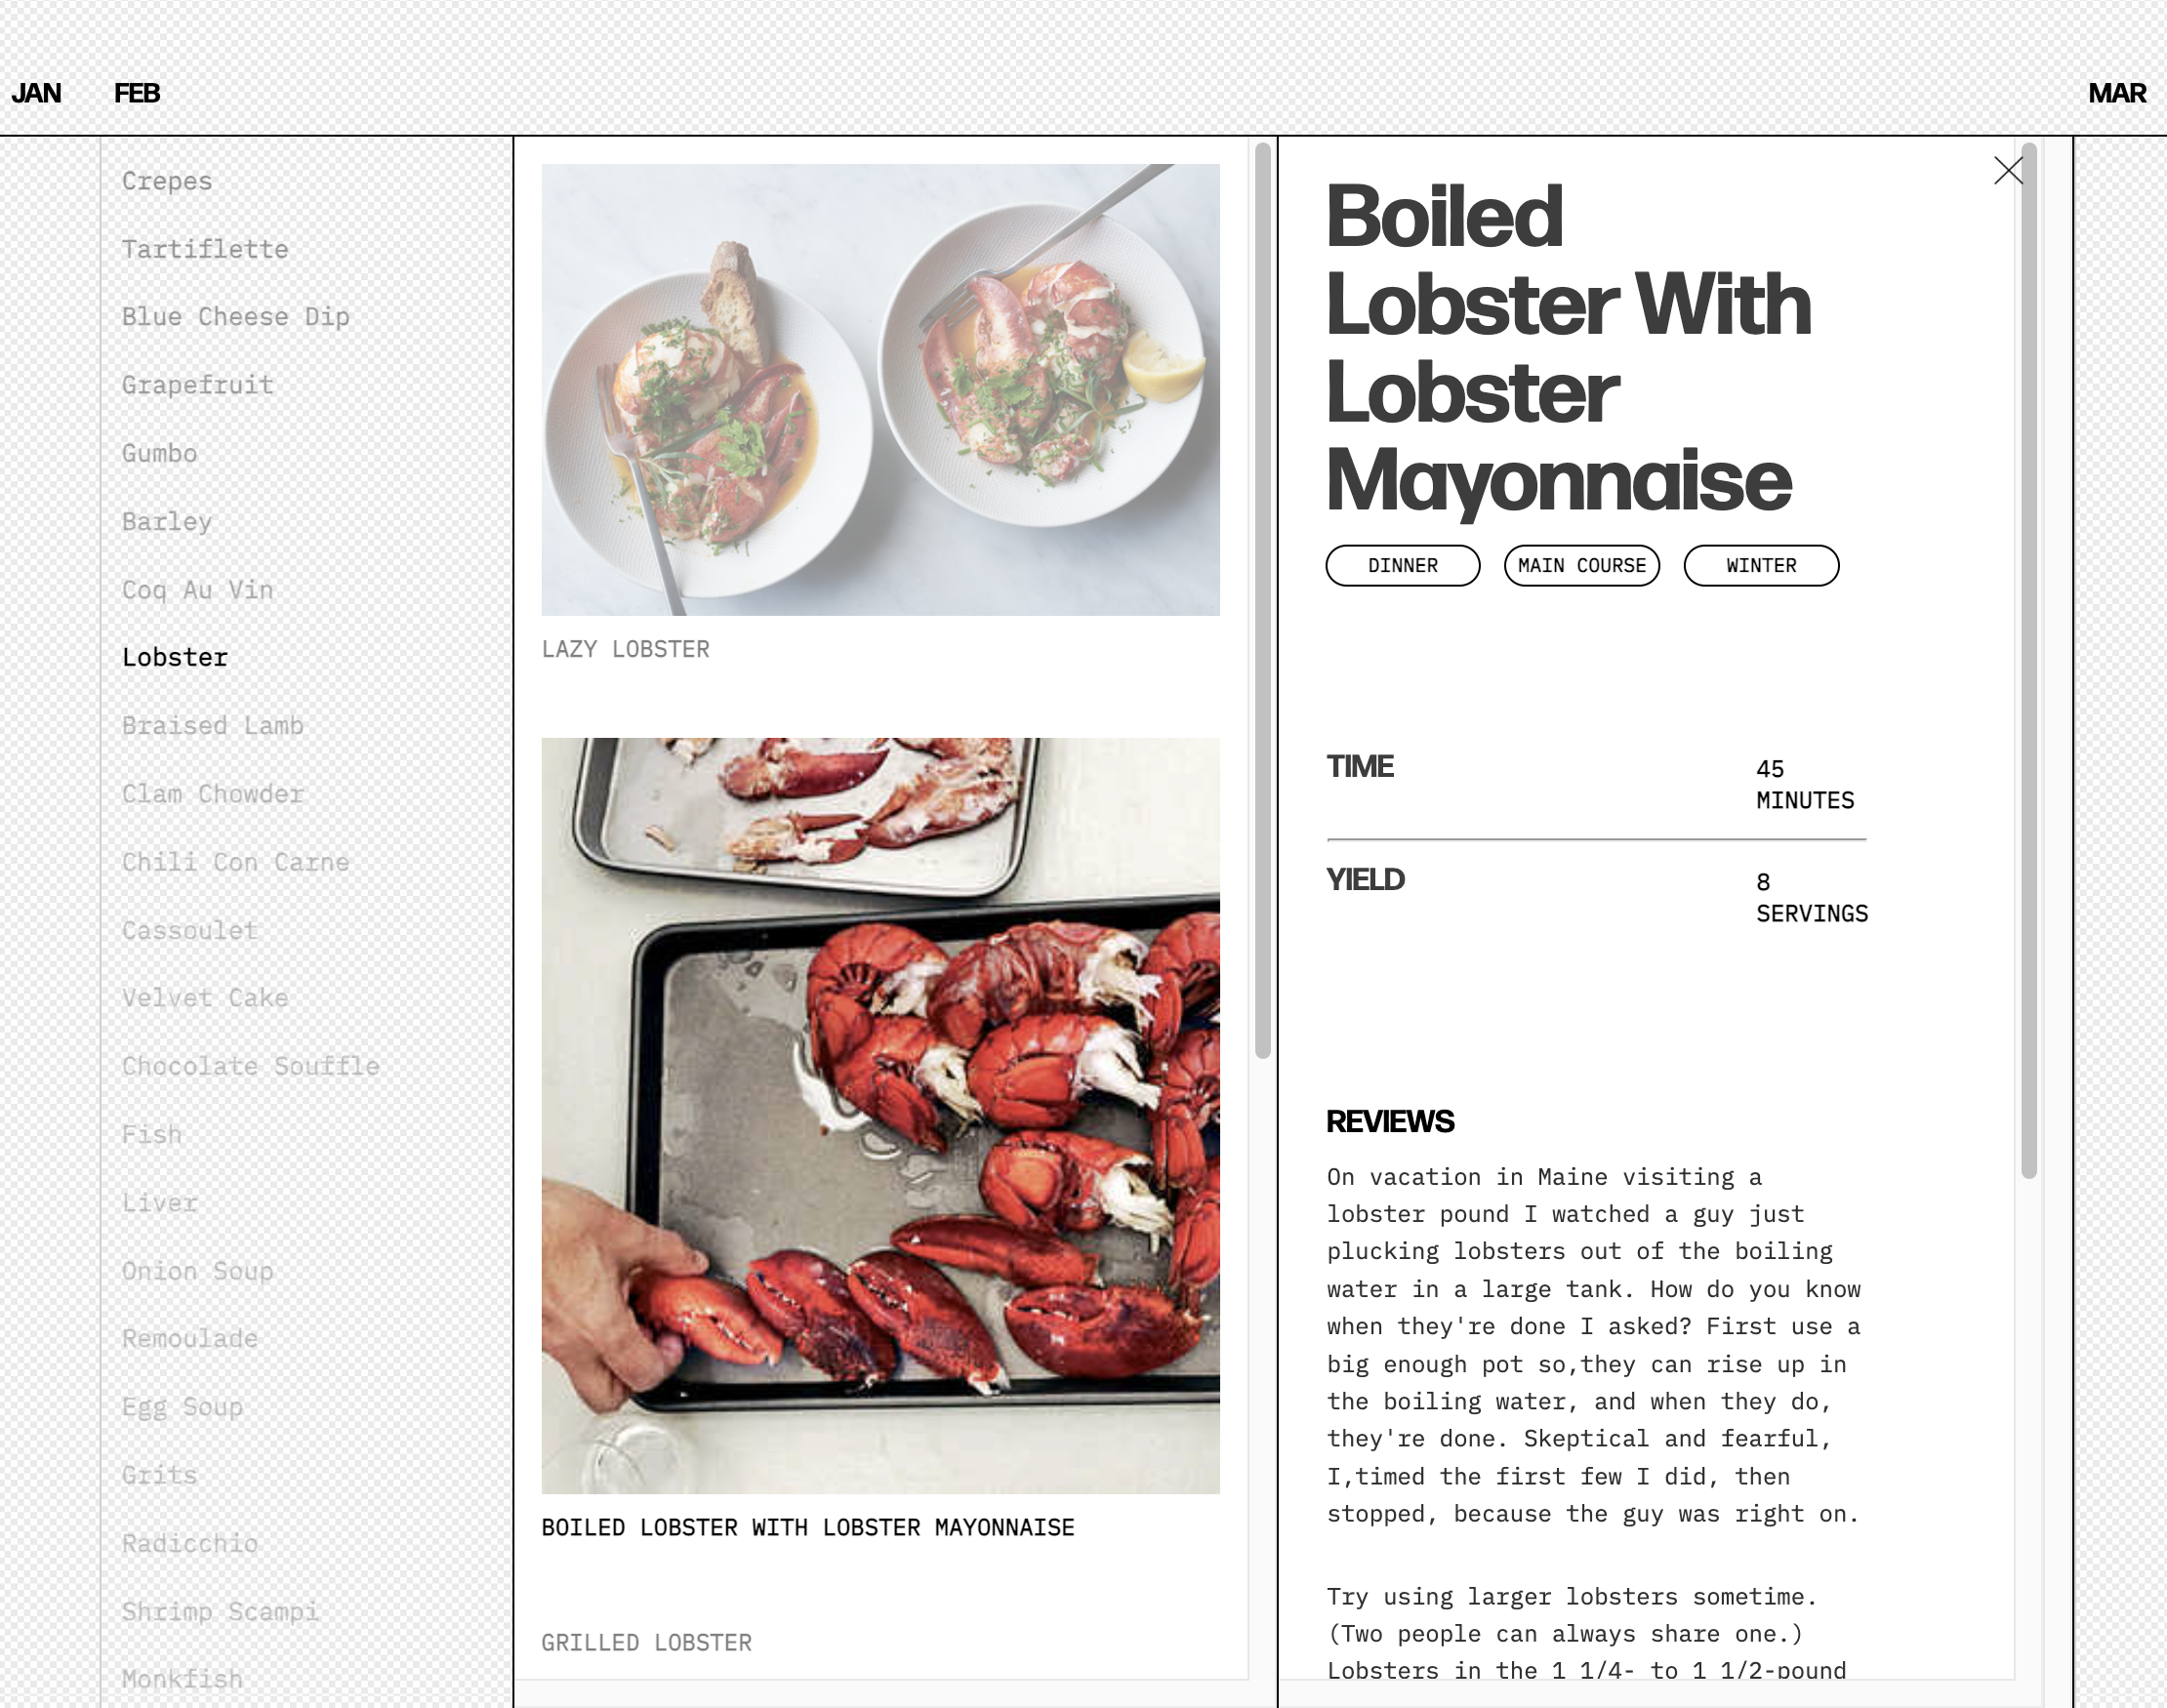 JAN
FEB
MAR
Crepes
Tartiflette
Blue Cheese Dip
Grapefruit
Gumbo
Barley
Coq Au Vin
Lobster
Braised Lamb
Clam Chowder
Chili Con Carne
Cassoulet
Velvet Cake
Chocolate Souffle
Fish
Liver
Onion Soup
Remoulade
Egg Soup
Grits
Radicchio
Shrimp Scampi
Monkfish
LAZY LOBSTER
BOILED LOBSTER WITH LOBSTER MAYONNAISE
GRILLED LOBSTER
Boiled
Lobster With
Lobster
Mayonnaise
DINNER
MAIN COURSE
WINTER
TIME
45
MINUTES
YIELD
8
SERVINGS
REVIEWS
On vacation in Maine visiting a
lobster pound I watched a guy just
plucking lobsters out of the boiling
water in a large tank. How do you know
when they're done I asked? First use a
big enough pot so,they can rise up in
the boiling water, and when they do,
they're done. Skeptical and fearful,
I,timed the first few I did, then
stopped, because the guy was right on.
Try using larger lobsters sometime.
(Two people can always share one.)
Lobsters in the 1 1/4- to 1 1/2-pound